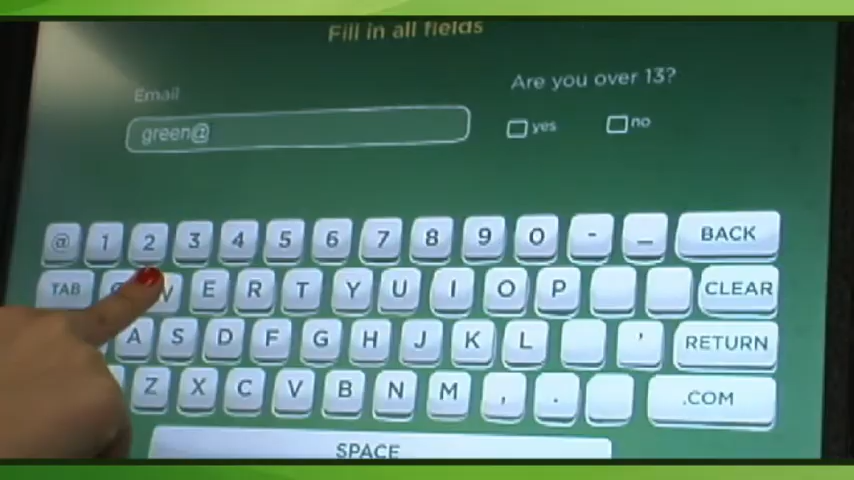 Fill in all fields
Email
Are you over 13?
green@
yes
no
@ 1 2 3 4 5 6 7 8 9 0 - _ BACK
TAB W E R T Y U I O P CLEAR
A S D F G H J K L ' RETURN
Z X C V B N M , . .COM
SPACE